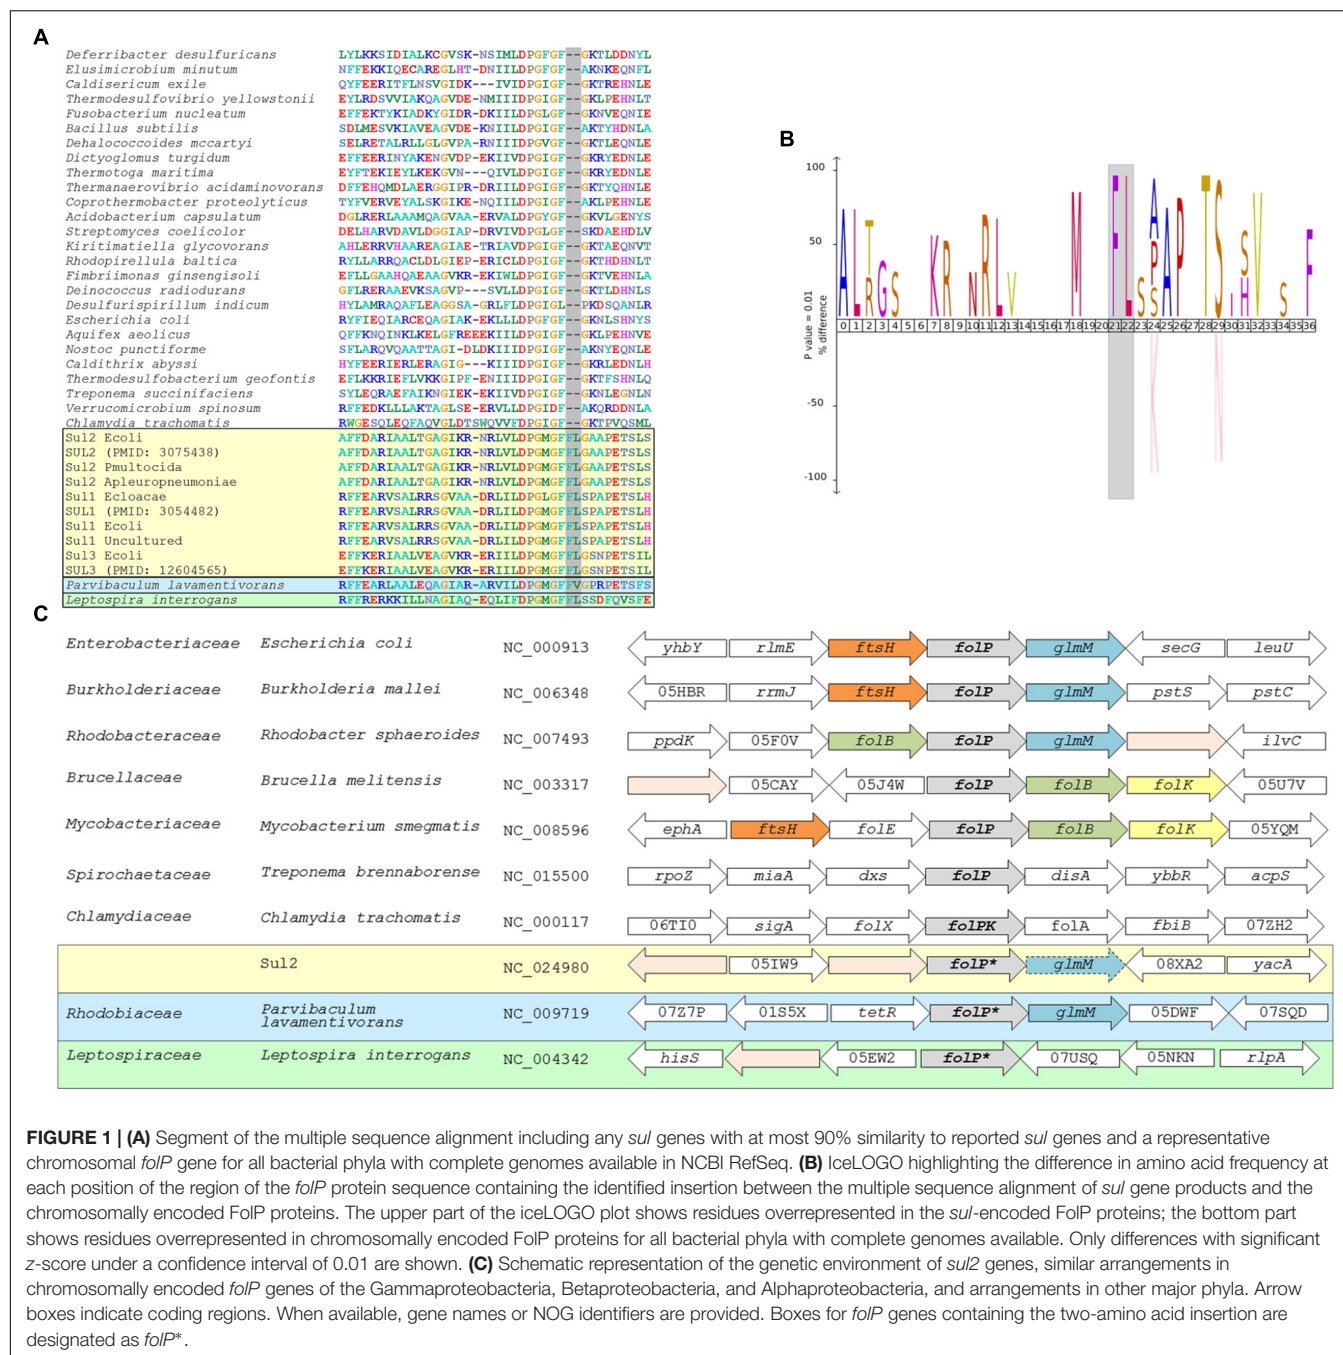 A
Deferribacter desulfuricans LYLKKSIDIALKCGVSK-NSIMLDPGFGF--GKTLDDNYL
Elusimicrobium minutum NFFEKKIQECAREGLHT-DNIILDPGFGF--AKNKEQNFL
Caldisericum exile QYFEERITFLNSVGIDK---IVIDPGIGF--GKTREHNLE
Thermodesulfovibrio yellowstonii EYLRDSVVIAKQAGVDE-NMIIIDPGIGF--GKLPEHNLT
Fusobacterium nucleatum EFFEKTYKIADKYGIDR-DKIILDPGIGF--GKNVEQNIE
Bacillus subtilis SDLMESVKIAVEAGVDE-KNIIIDPGIGF--AKTYHDNLA
Dehalococcoides mccartyi SELRETALRLLGLGVPA-RNVIIDPGIGF--GKTYEDNLE
Dictyoglomus turgidum EFFEERINYAKENGVDP-EKIIVDPGIGF--GKRYEDNLE
Thermotoga maritima EYFTEKIEYLKEKGVN--QIVLDPGIGF--GKRYEDNLE
Thermanaerovibrio acidaminovorans DFFEHQMDLAERGGIPR-DRIILDPGIGF--GKTYQHNLE
Coprothermobacter proteolyticus TYFVERVEYALSKGIKE-NQIILDPGIGF--AKLPEHNLE
Acidobacterium capsulatum DGLRERLAAAMQAGVAA-ERVALDPGIGF--GKVLGENYS
Streptomyces coelicolor DELHARVDAVLDGGIAP-DRVIVDPGLGF--SKDAEHDLV
Kiritimatiella glycovorans AHLERRVHAAREAGIAE-TRIAVDPGIGF--GKTAEQNVT
Rhodopirellula baltica RYLLARRQACLDLGIEP-ERICLDPGIGF--GKTHDHNLT
Fimbriimonas ginsengisoli EFLLGAAHQAEAAGVKR-EKIWLDPGIGF--GKTVEHNLA
Deinococcus radiodurans GFLRERAAEVKSAGVPS-VWLDPGIGF--GKTVEHNLA
Desulfurispirillum indicum HYLAMRAQAFLEAGGSA-GRLFLDPGIGL--PKDSQANLR
Escherichia coli RYFIEQIARCEQAGIAK-EKLLLDPGFGF--GKNLSHNYS
Aquifex aeolicus QFFKNQINKLKELGFREEEKIILDPGIGF--AKNYEQNLE
Nostoc punctiforme SFLARQVQAATTAGI-DLDKIIIDPGIGF--AKNPEQNLE
Caldithrix abyssi HYFEERIERLERAGIG---KIIIDPGIGF--GKRLEDNLH
Thermodesulfobacterium geofontis EFLKKRIEFLVKKGIPF-ENIIIDPGIGF--GKTFSHNLQ
Treponema succinifaciens SYLEQRAEFAIKNGIEK-EKIIVDPGIGF--GKNLEGNLN
Verrucomicrobium spinosum RFFEDKLLLAKTAGLSE-ERVLLDPGIDF--AKQRDDNLA
Chlamydia trachomatis RWGESQLEQFAQVGLDTSWQVVFDPGIGF--GKTPVQSML
Sul2 Ecoli AFFDARIAALTGAGIKR-NRLVLDPGMGFFLGAAPETSLS
SUL2 (PMID: 3075438) AFFDARIAALTGAGIKR-NRLVLDPGMGFFLGAAPETSLS
Sul2 Pmultocida AFFDARIAALTGAGIKR-NRLVLDPGMGFFLGAAPETSLS
Sul2 Apleuropneumoniae AFFDARIAALTGAGIKR-NRLVLDPGMGFFLGAAPETSLS
Sul1 Ecloacae RFFEARVSALRRSGVAA-DRLILDPGLGFFLSPAPETSLH
SUL1 (PMID: 3054482) RFFEARVSALRRSGVAA-DRLILDPGMGFFLSPAPETSLH
Sul1 Ecoli RFFEARVSALRRSGVAA-DRLILDPGMGFFLSPAPETSLH
Sul1 Uncultured RFFEARVSALRRSGVAA-DRLILDPGMGFFLSPAPETSLH
Sul3 Ecoli EFFKERIAALVEAGVKR-ERIILDPGMGFFLGSNPETSIL
SUL3 (PMID: 12604565) EFFKERIAALVEAGVKR-ERIILDPGMGFFLGSNPETSIL
Parvibaculum lavamentivorans RFFEARLAALEQAGIAR-ARVILDPGMGFFVGPRPETSFS
Leptospira interrogans RFFRERKKILLNAGIAQ-EQLIFDPGMGFFLSSDFQVSFE
B
100
50
-50
-100
P value = 0.01
% difference
0 1 2 3 4 5 6 7 8 9 10 11 12 13 14 15 16 17 18 19 20 21 22 23 24 25 26 27 28 29 30 31 32 33 34 35 36
C
Enterobacteriaceae Escherichia coli NC_000913 yhbY rlmE ftsH folP glmM secG leuU
Burkholderiaceae Burkholderia mallei NC_006348 05HBR rrmJ ftsH folP glmM pstS pstC
Rhodobacteraceae Rhodobacter sphaeroides NC_007493 ppdK 05F0V folB folP glmM ilvC
Brucellaceae Brucella melitensis NC_003317 05CAY 05J4W folP folB folK 05U7V
Mycobacteriaceae Mycobacterium smegmatis NC_008596 ephA ftsH folE folP folB folK 05YQM
Spirochaetaceae Treponema brennaborense NC_015500 rpoZ miaA dxs folP disA ybbR acpS
Chlamydiaceae Chlamydia trachomatis NC_000117 06TI0 sigA folX folPK folA fbiB 07ZH2
Sul2 NC_024980 05IW9 folP* glmM 08XA2 yacA
Rhodobiaceae Parvibaculum lavamentivorans NC_009719 07Z7P 01S5X tetR folP* glmM 05DWF 07SQD
Leptospiraceae Leptospira interrogans NC_004342 hisS 05EW2 folP* 07USQ 05NKN rlpA
FIGURE 1 | (A) Segment of the multiple sequence alignment including any sul genes with at most 90% similarity to reported sul genes and a representative
chromosomal folP gene for all bacterial phyla with complete genomes available in NCBI RefSeq. (B) IceLOGO highlighting the difference in amino acid frequency at
each position of the region of the folP protein sequence containing the identified insertion between the multiple sequence alignment of sul gene products and the
chromosomally encoded FolP proteins. The upper part of the iceLOGO plot shows residues overrepresented in the sul-encoded FolP proteins; the bottom part
shows residues overrepresented in chromosomally encoded FolP proteins for all bacterial phyla with complete genomes available. Only differences with significant
z-score under a confidence interval of 0.01 are shown. (C) Schematic representation of the genetic environment of sul2 genes, similar arrangements in
chromosomally encoded folP genes of the Gammaproteobacteria, Betaproteobacteria, and Alphaproteobacteria, and arrangements in other major phyla. Arrow
boxes indicate coding regions. When available, gene names or NOG identifiers are provided. Boxes for folP genes containing the two-amino acid insertion are
designated as folP*.